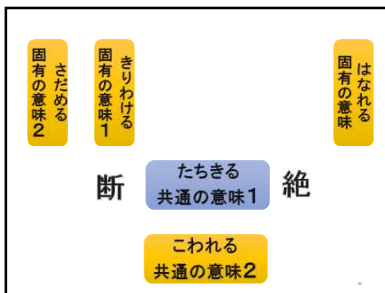 さだめる
固有の意味2
きりわける
固有の意味1
はなれる
固有の意味
断
たちきる
共通の意味1
絶
こわれる
共通の意味2